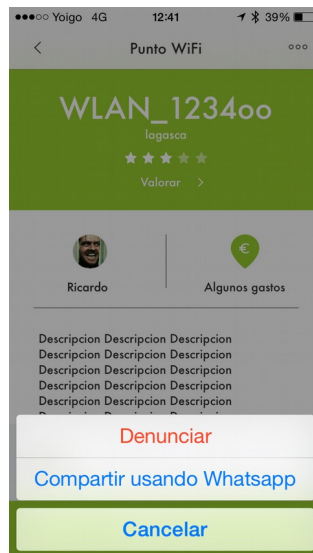 Yoigo 4G 12:41 39%
Punto WiFi
WLAN_1234oo
lagasca
Valorar >
Ricardo
€
Algunos gastos
Descripcion Descripcion Descripcion
Descripcion Descripcion Descripcion
Descripcion Descripcion Descripcion
Descripcion Descripcion Descripcion
Descripcion Descripcion Descripcion
Denunciar
Compartir usando Whatsapp
Cancelar